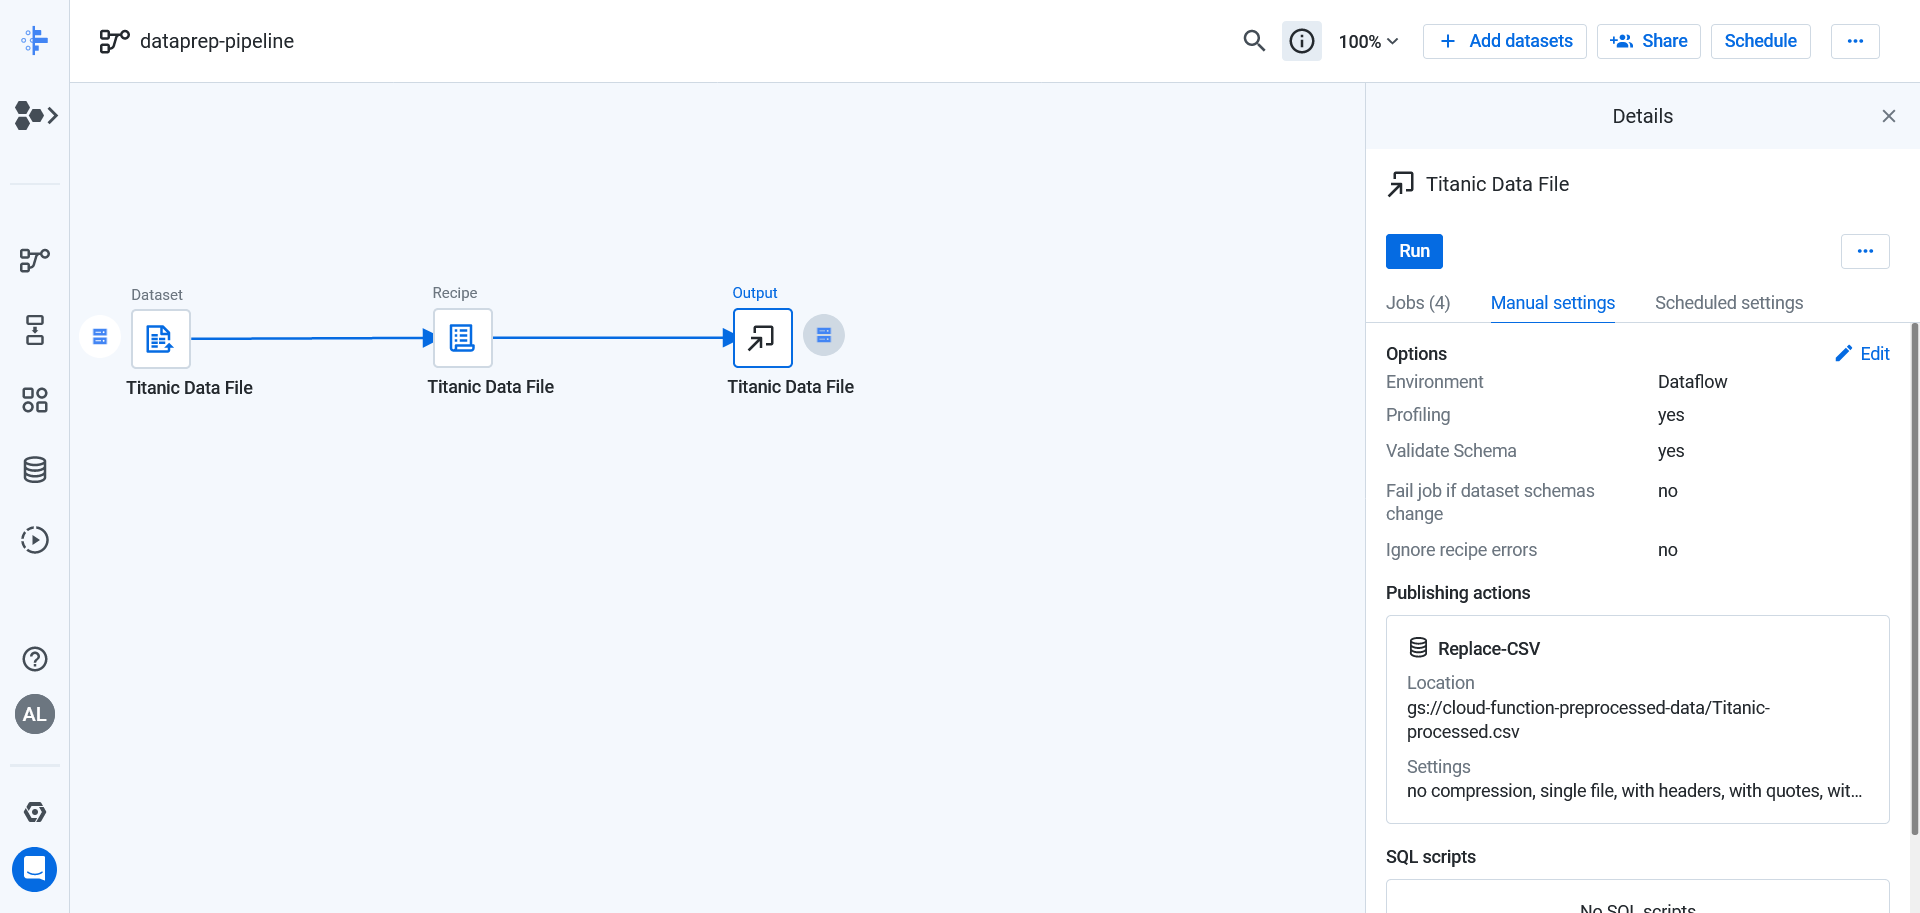 dataprep-pipeline
100%
Add datasets
Share
Schedule
Details
Titanic Data File
Run
Jobs (4)
Manual settings
Scheduled settings
Options
Edit
Environment
Dataflow
Profiling
yes
Validate Schema
yes
Fail job if dataset schemas
change
no
Ignore recipe errors
no
Publishing actions
Replace-CSV
Location
gs://cloud-function-preprocessed-data/Titanic-
processed.csv
Settings
no compression, single file, with headers, with quotes, wit...
SQL scripts
No SQL scripts
Dataset
Titanic Data File
Recipe
Titanic Data File
Output
Titanic Data File
AL